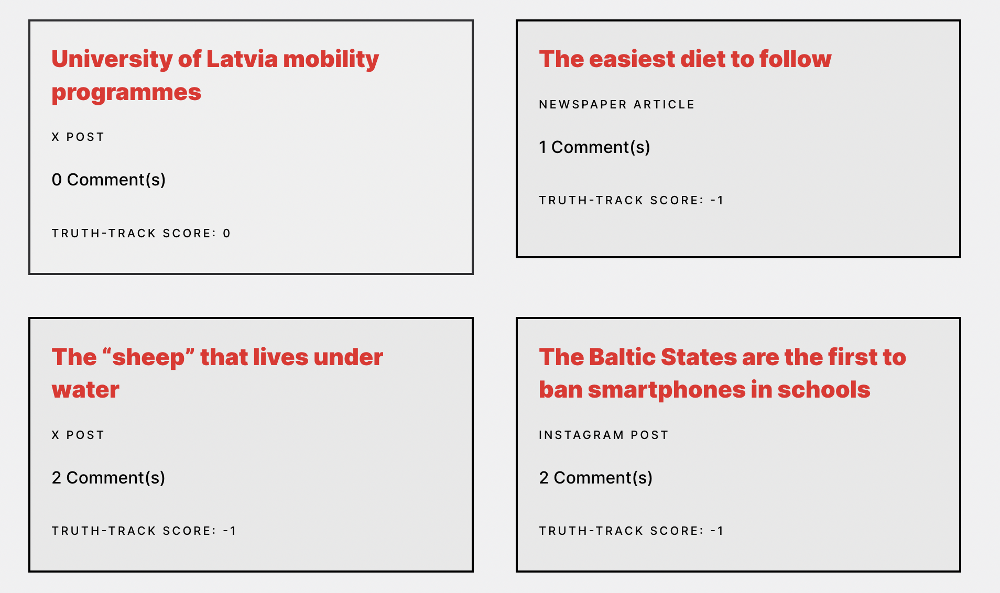 University of Latvia mobility
programmes
X POST
0 Comment(s)
TRUTH-TRACK SCORE: 0
The easiest diet to follow
NEWSPAPER ARTICLE
1 Comment(s)
TRUTH-TRACK SCORE: -1
The “sheep” that lives under
water
X POST
2 Comment(s)
TRUTH-TRACK SCORE: -1
The Baltic States are the first to
ban smartphones in schools
INSTAGRAM POST
2 Comment(s)
TRUTH-TRACK SCORE: -1